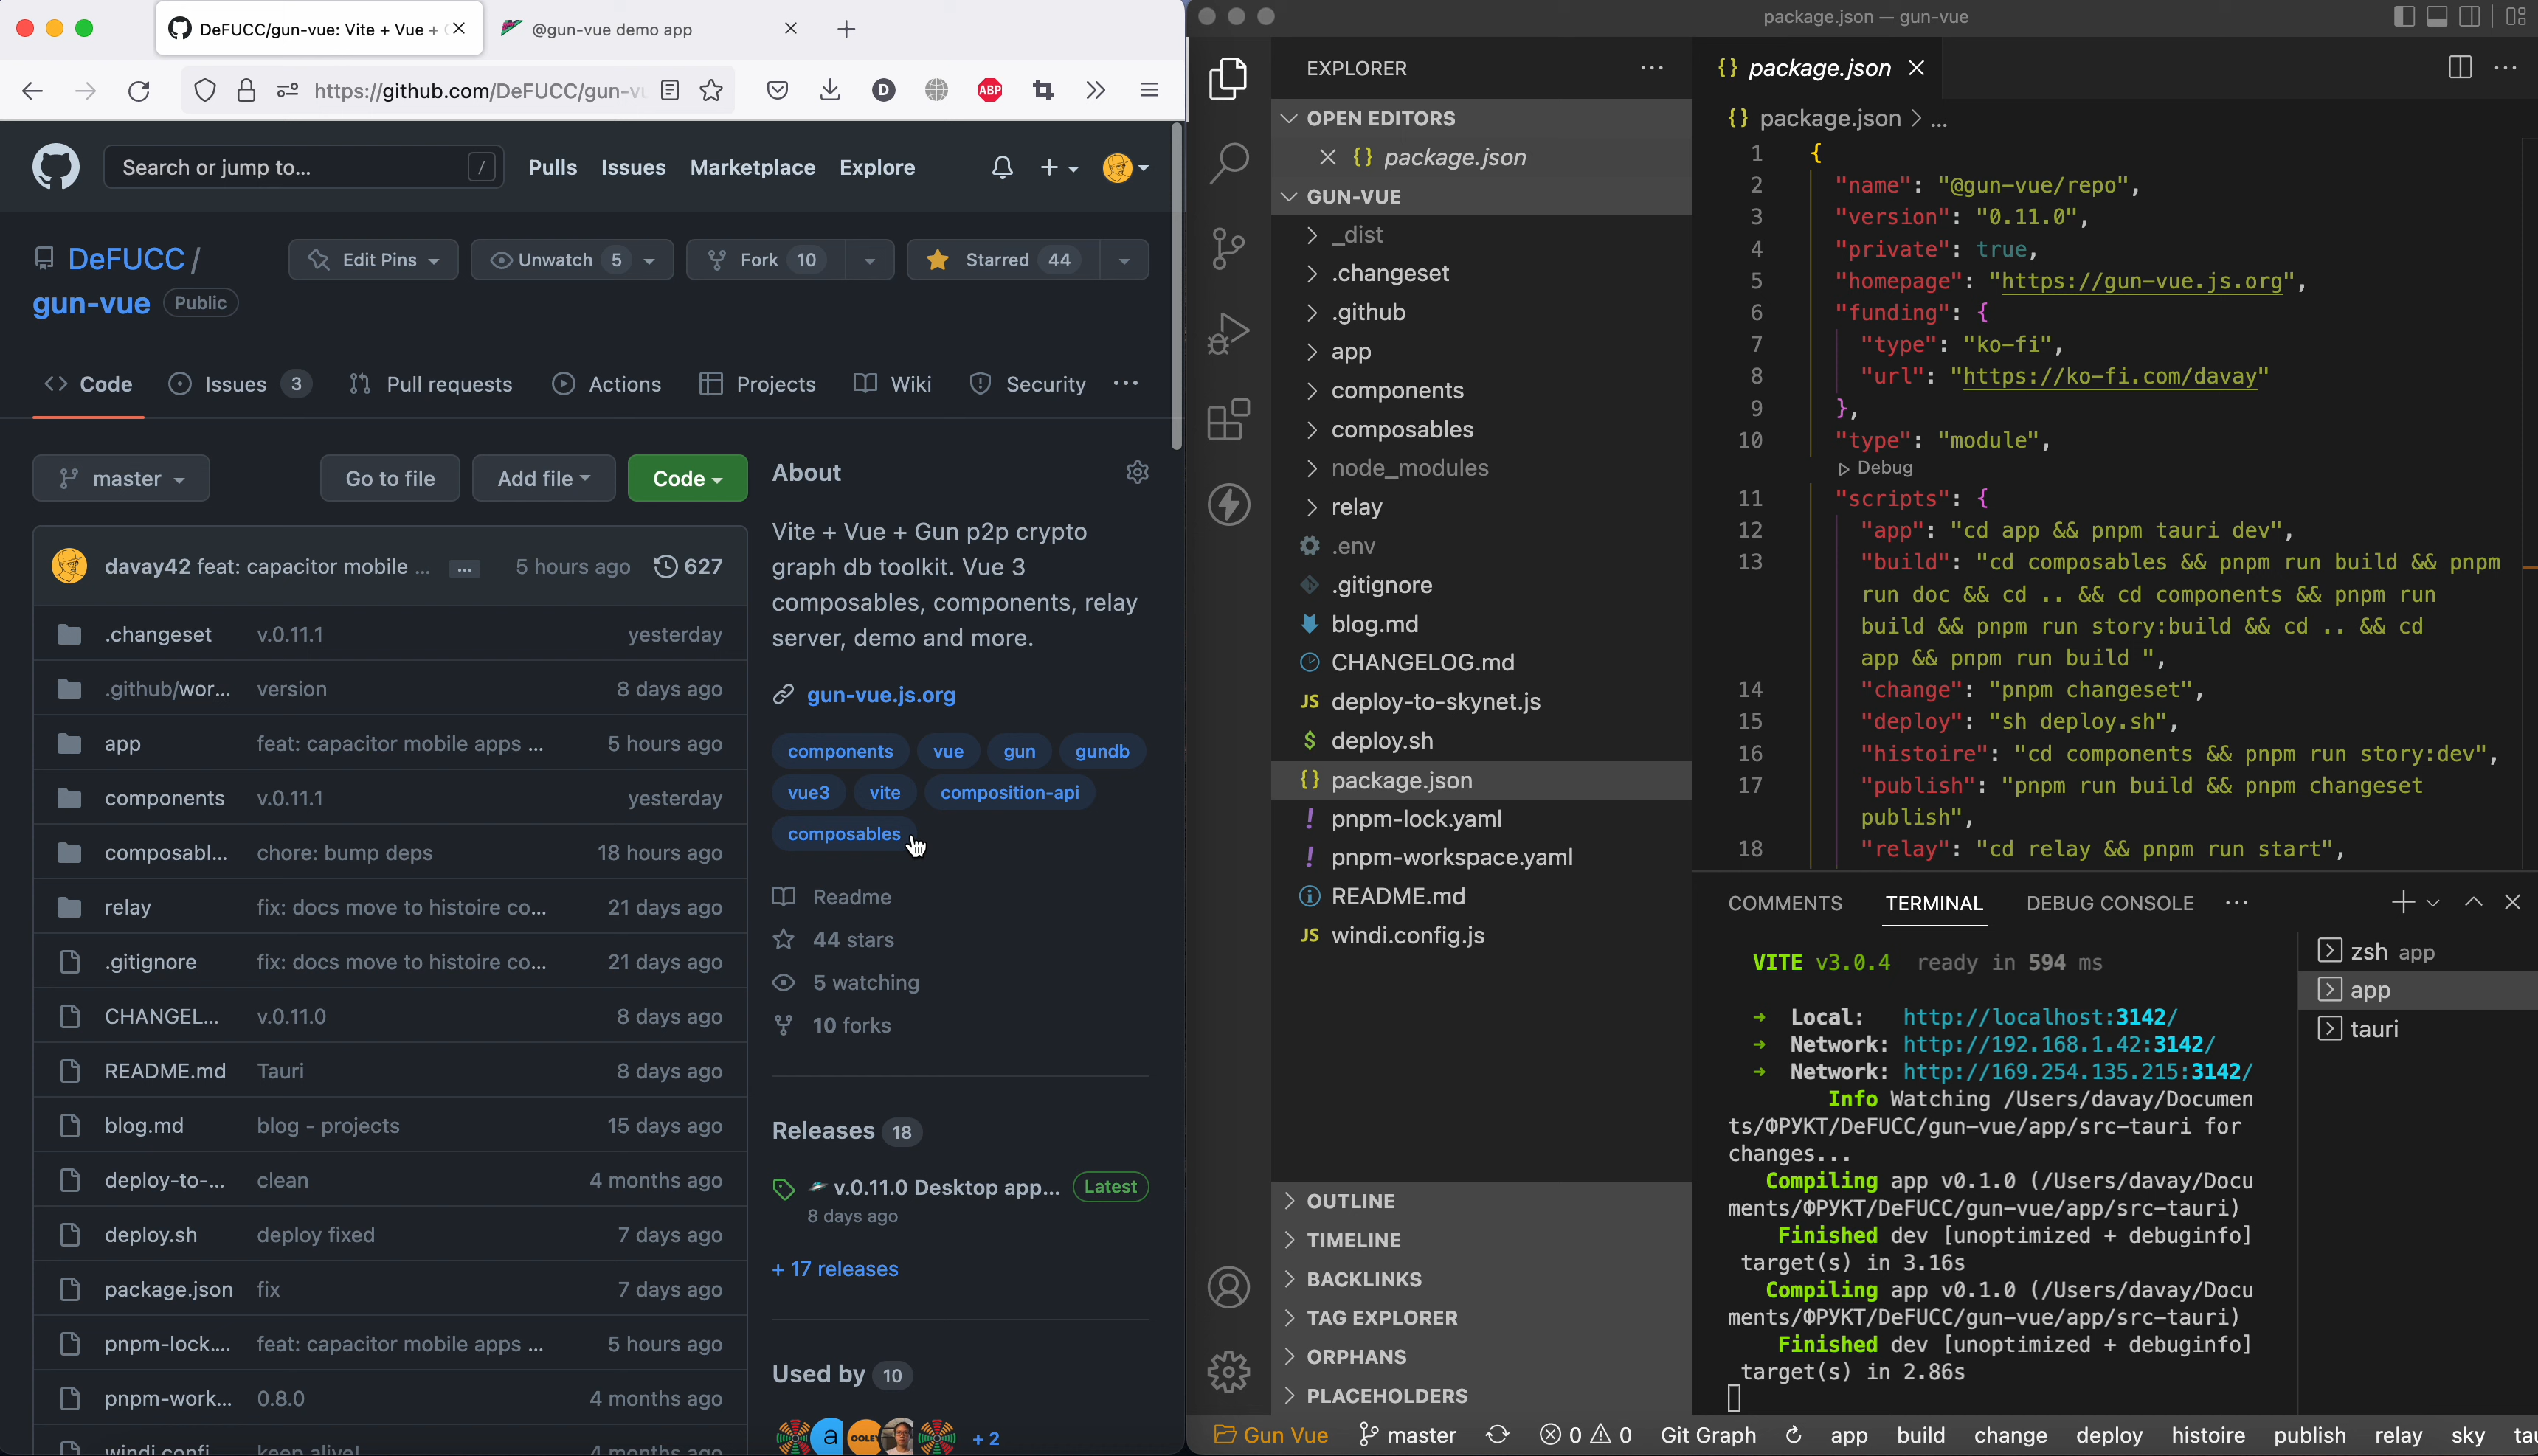 DeFUCC/gun-vue: Vite + Vue +
@gun-vue demo app
https://github.com/DeFUCC/gun-vu
D
ABP
Search or jump to...
/
Pulls Issues Marketplace Explore
DeFUCC /
gun-vue Public
Edit Pins
Unwatch 5
Fork 10
Starred 44
Code
Issues 3
Pull requests
Actions
Projects
Wiki
Security
master
Go to file
Add file
Code
davay42 feat: capacitor mobile ... ... 5 hours ago 627
.changeset v.0.11.1 yesterday
.github/wor... version 8 days ago
app feat: capacitor mobile apps ... 5 hours ago
components v.0.11.1 yesterday
composabl... chore: bump deps 18 hours ago
relay fix: docs move to histoire co... 21 days ago
.gitignore fix: docs move to histoire co... 21 days ago
CHANGEL... v.0.11.0 8 days ago
README.md Tauri 8 days ago
blog.md blog - projects 15 days ago
deploy-to-... clean 4 months ago
deploy.sh deploy fixed 7 days ago
package.json fix 7 days ago
pnpm-lock.... feat: capacitor mobile apps ... 5 hours ago
pnpm-work... 0.8.0 4 months ago
windi.confi... keep alive! 4 months ago
About
Vite + Vue + Gun p2p crypto
graph db toolkit. Vue 3
composables, components, relay
server, demo and more.
gun-vue.js.org
components vue gun gundb
vue3 vite composition-api
composables
Readme
44 stars
5 watching
10 forks
Releases 18
v.0.11.0 Desktop app... Latest
8 days ago
+ 17 releases
Used by 10
a
+ 2
package.json — gun-vue
EXPLORER
OPEN EDITORS
{} package.json
GUN-VUE
_dist
.changeset
.github
app
components
composables
node_modules
relay
.env
.gitignore
blog.md
CHANGELOG.md
JS deploy-to-skynet.js
$ deploy.sh
{} package.json
! pnpm-lock.yaml
! pnpm-workspace.yaml
README.md
JS windi.config.js
OUTLINE
TIMELINE
BACKLINKS
TAG EXPLORER
ORPHANS
PLACEHOLDERS
{} package.json
{} package.json > ...
1 {
2 "name": "@gun-vue/repo",
3 "version": "0.11.0",
4 "private": true,
5 "homepage": "https://gun-vue.js.org",
6 "funding": {
7 "type": "ko-fi",
8 "url": "https://ko-fi.com/davay"
9 },
10 "type": "module",
Debug
11 "scripts": {
12 "app": "cd app && pnpm tauri dev",
13 "build": "cd composables && pnpm run build && pnpm
run doc && cd .. && cd components && pnpm run
build && pnpm run story:build && cd .. && cd
app && pnpm run build ",
14 "change": "pnpm changeset",
15 "deploy": "sh deploy.sh",
16 "histoire": "cd components && pnpm run story:dev",
17 "publish": "pnpm run build && pnpm changeset
publish",
18 "relay": "cd relay && pnpm run start",
COMMENTS TERMINAL DEBUG CONSOLE
VITE v3.0.4 ready in 594 ms
➜ Local: http://localhost:3142/
➜ Network: http://192.168.1.42:3142/
➜ Network: http://169.254.135.215:3142/
Info Watching /Users/davay/Documen
ts/ФРУКТ/DeFUCC/gun-vue/app/src-tauri for
changes...
Compiling app v0.1.0 (/Users/davay/Docu
ments/ФРУКТ/DeFUCC/gun-vue/app/src-tauri)
Finished dev [unoptimized + debuginfo]
target(s) in 3.16s
Compiling app v0.1.0 (/Users/davay/Docu
ments/ФРУКТ/DeFUCC/gun-vue/app/src-tauri)
Finished dev [unoptimized + debuginfo]
target(s) in 2.86s
zsh app
app
tauri
Gun Vue master 0 0 Git Graph app build change deploy histoire publish relay sky tau